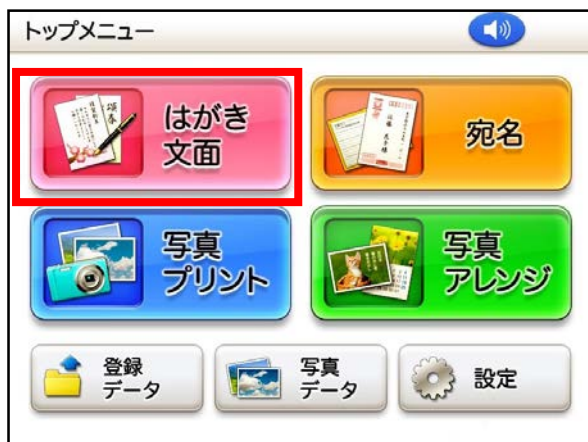 トップメニュー
はがき
文面
宛名
写真
プリント
写真
アレンジ
登録
データ
写真
データ
設定